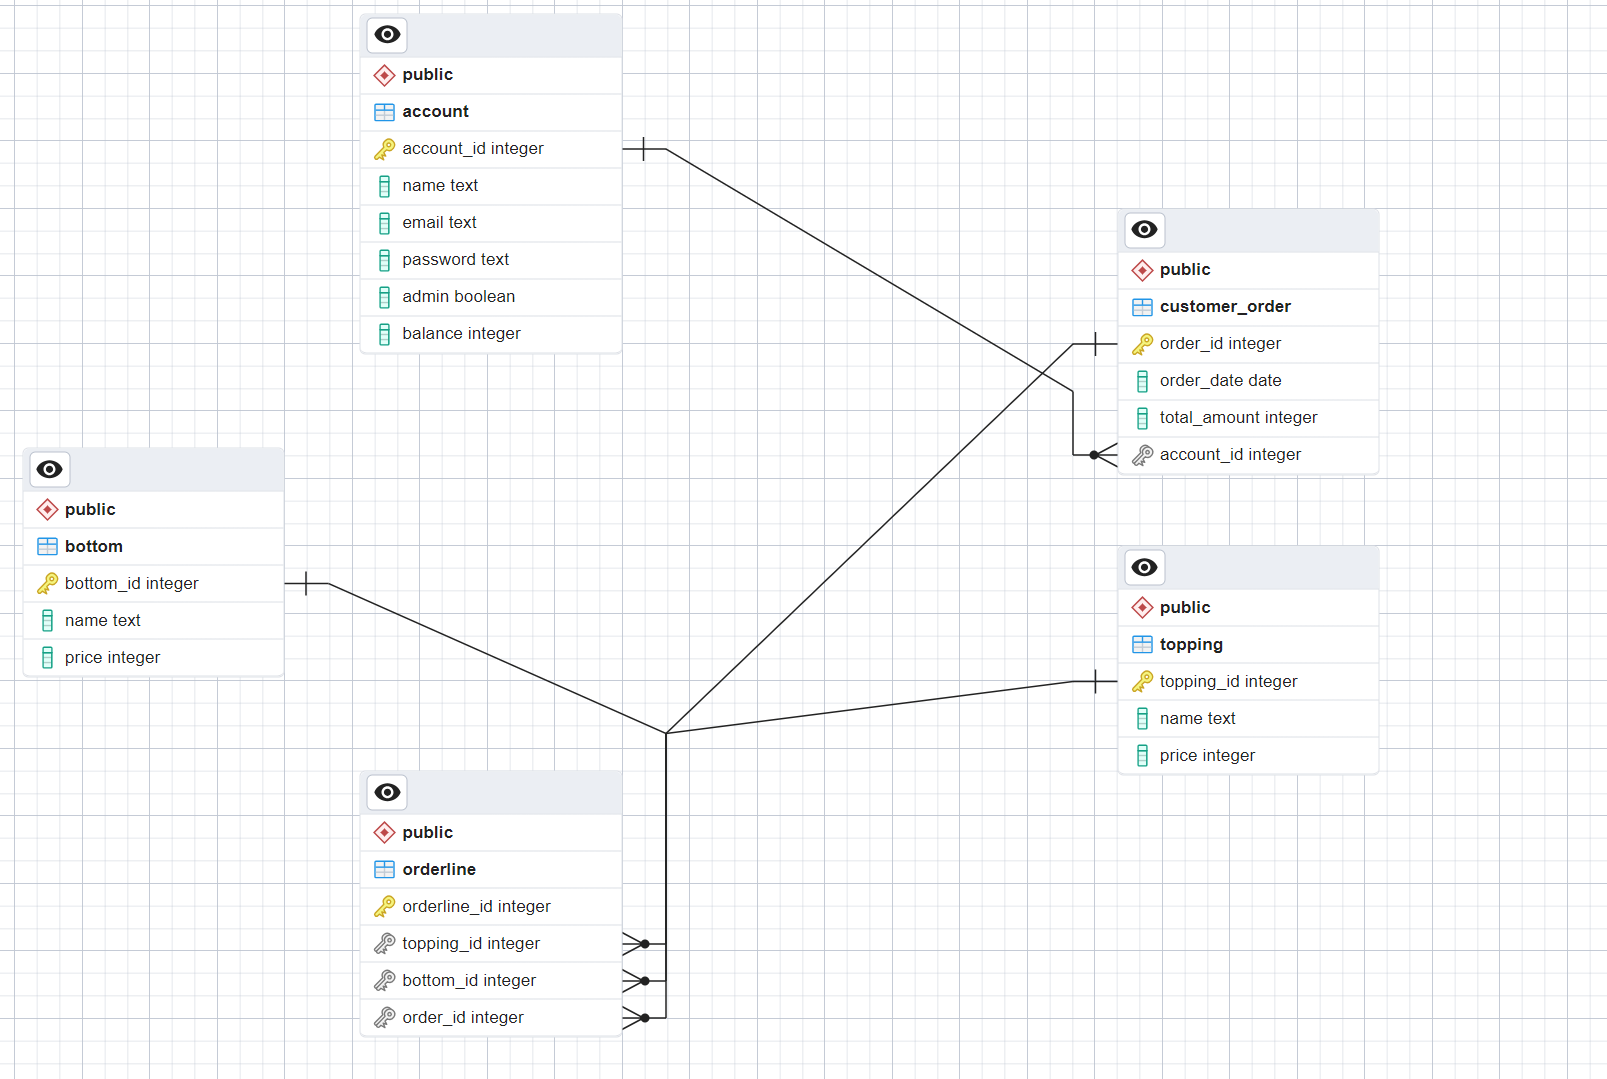 public
account
account_id integer
name text
email text
password text
admin boolean
balance integer
public
customer_order
order_id integer
order_date date
total_amount integer
account_id integer
public
bottom
bottom_id integer
name text
price integer
public
topping
topping_id integer
name text
price integer
public
orderline
orderline_id integer
topping_id integer
bottom_id integer
order_id integer